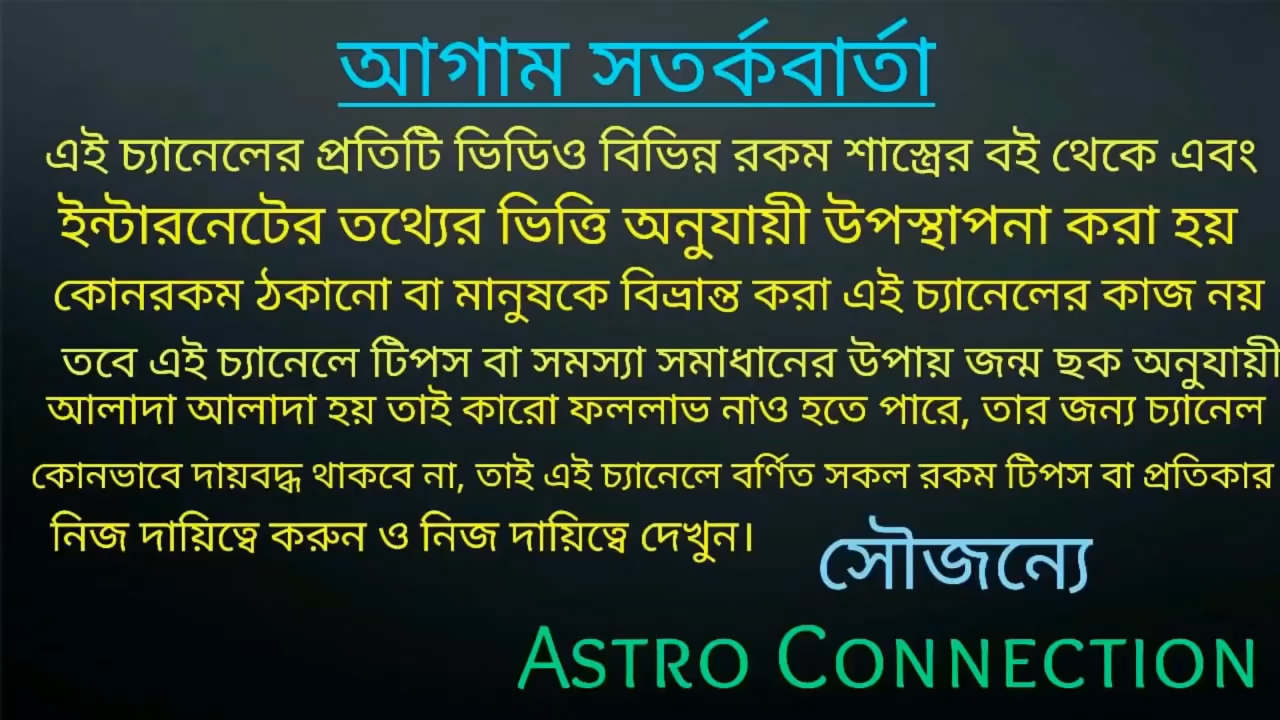 আগাম সতর্কবার্তা
এই চ্যানেলের প্রতিটি ভিডিও বিভিন্ন রকম শাস্ত্রের বই থেকে এবং
ইন্টারনেটের তথ্যের ভিত্তি অনুযায়ী উপস্থাপনা করা হয়
কোনরকম ঠকানো বা মানুষকে বিভ্রান্ত করা এই চ্যানেলের কাজ নয়
তবে এই চ্যানেলে টিপস বা সমস্যা সমাধানের উপায় জন্ম ছক অনুযায়ী
আলাদা আলাদা হয় তাই কারো ফললাভ নাও হতে পারে, তার জন্য চ্যানেল
কোনভাবে দায়বদ্ধ থাকবে না, তাই এই চ্যানেলে বর্ণিত সকল রকম টিপস বা প্রতিকার
নিজ দায়িত্বে করুন ও নিজ দায়িত্বে দেখুন।
সৌজন্যে
ASTRO CONNECTION